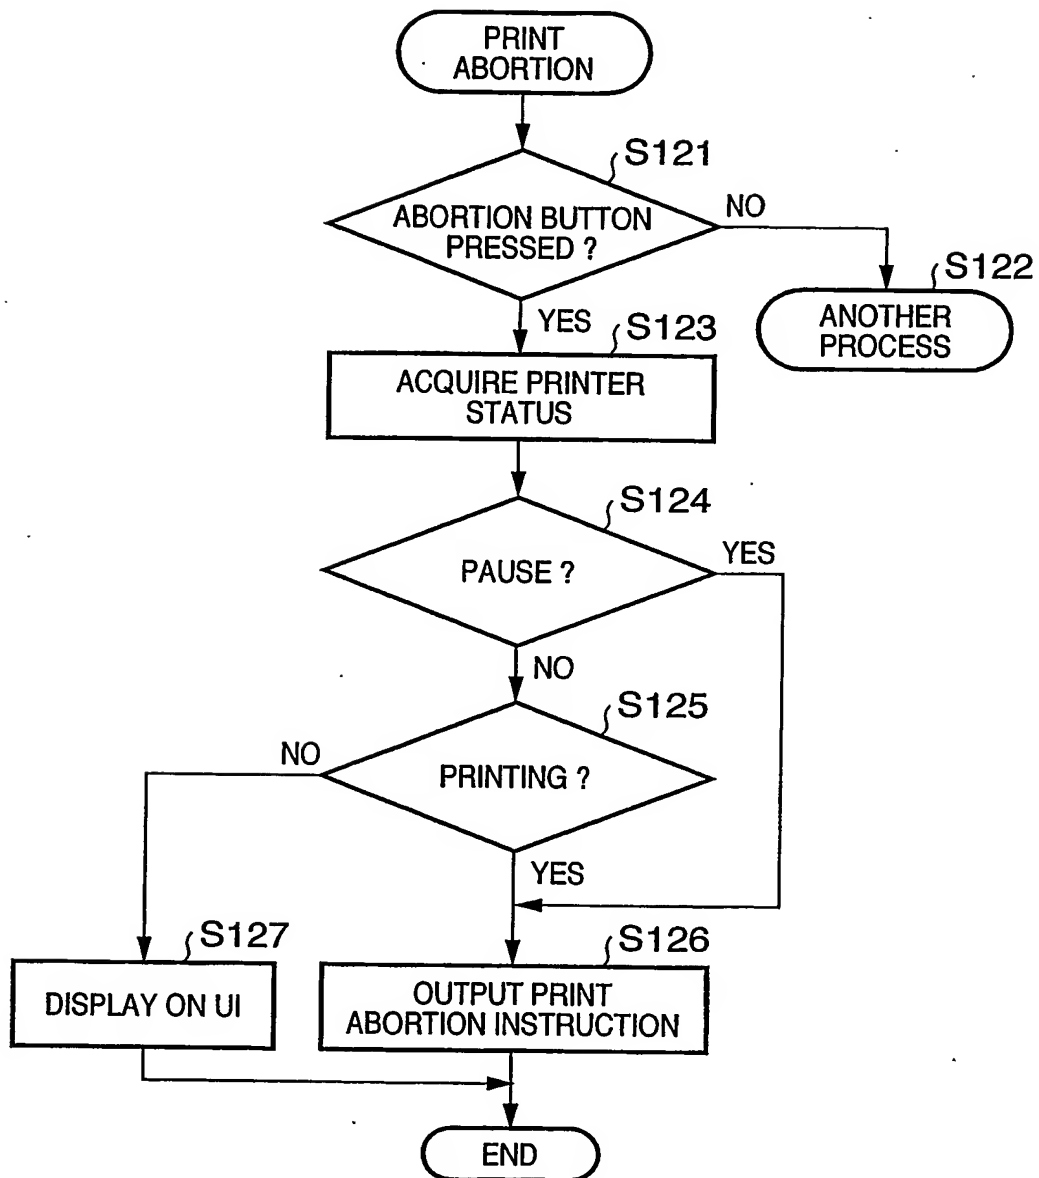 PRINT
ABORTION
S121
ABORTION BUTTON
PRESSED ?
NO
S122
ANOTHER
PROCESS
YES
S123
ACQUIRE PRINTER
STATUS
S124
PAUSE ?
YES
NO
S125
PRINTING ?
NO
YES
S127
DISPLAY ON UI
S126
OUTPUT PRINT
ABORTION INSTRUCTION
END